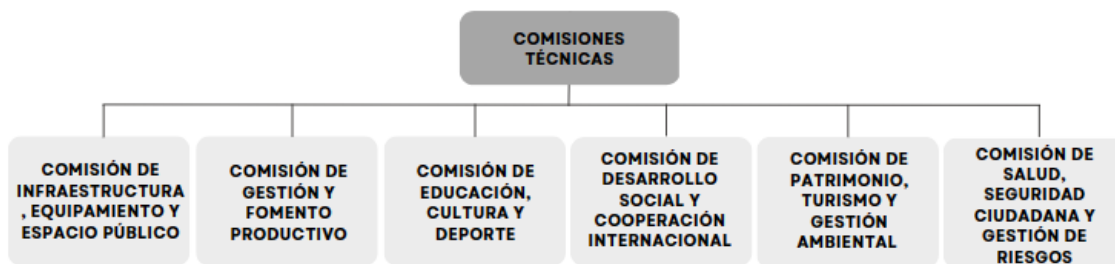 COMISIONES
TÉCNICAS
COMISIÓN DE
INFRAESTRUCTURA
, EQUIPAMIENTO Y
ESPACIO PÚBLICO
COMISIÓN DE
GESTIÓN Y
FOMENTO
PRODUCTIVO
COMISIÓN DE
EDUCACIÓN,
CULTURA Y
DEPORTE
COMISIÓN DE
DESARROLLO
SOCIAL Y
COOPERACIÓN
INTERNACIONAL
COMISIÓN DE
PATRIMONIO,
TURISMO Y
GESTIÓN
AMBIENTAL
COMISIÓN DE
SALUD,
SEGURIDAD
CIUDADANA Y
GESTIÓN DE
RIESGOS